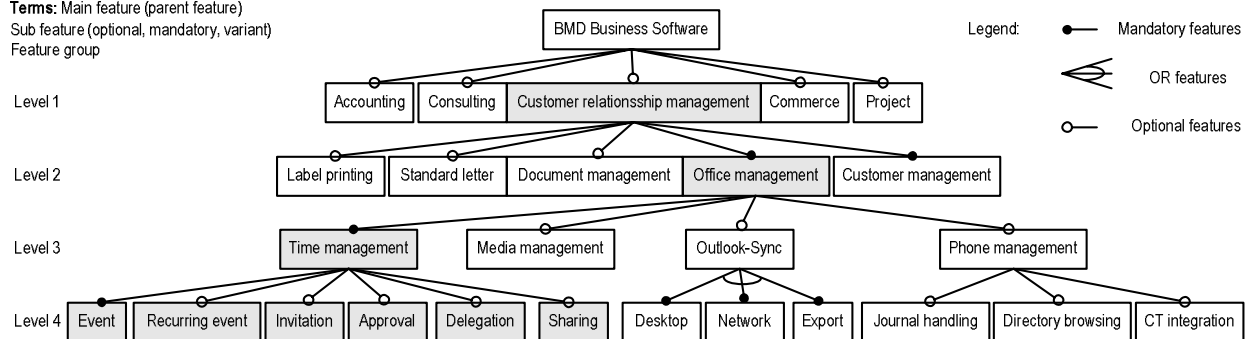 Terms: Main feature (parent feature)
Sub feature (optional, mandatory, variant)
Feature group
BMD Business Software
Legend:
Mandatory features
OR features
Optional features
Level 1
Accounting
Consulting
Customer relationsship management
Commerce
Project
Level 2
Label printing
Standard letter
Document management
Office management
Customer management
Level 3
Time management
Media management
Outlook-Sync
Phone management
Level 4
Event
Recurring event
Invitation
Approval
Delegation
Sharing
Desktop
Network
Export
Journal handling
Directory browsing
CT integration